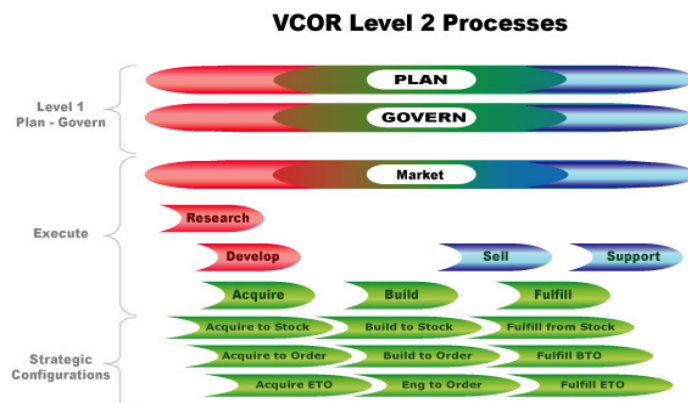 VCOR Level 2 Processes
Level 1
Plan - Govern
PLAN
GOVERN
Market
Execute
Research
Develop
Sell
Support
Acquire
Build
Fulfill
Strategic
Configurations
Acquire to Stock
Build to Stock
Fulfill from Stock
Acquire to Order
Build to Order
Fulfill BTO
Acquire ETO
Eng to Order
Fulfill ETO